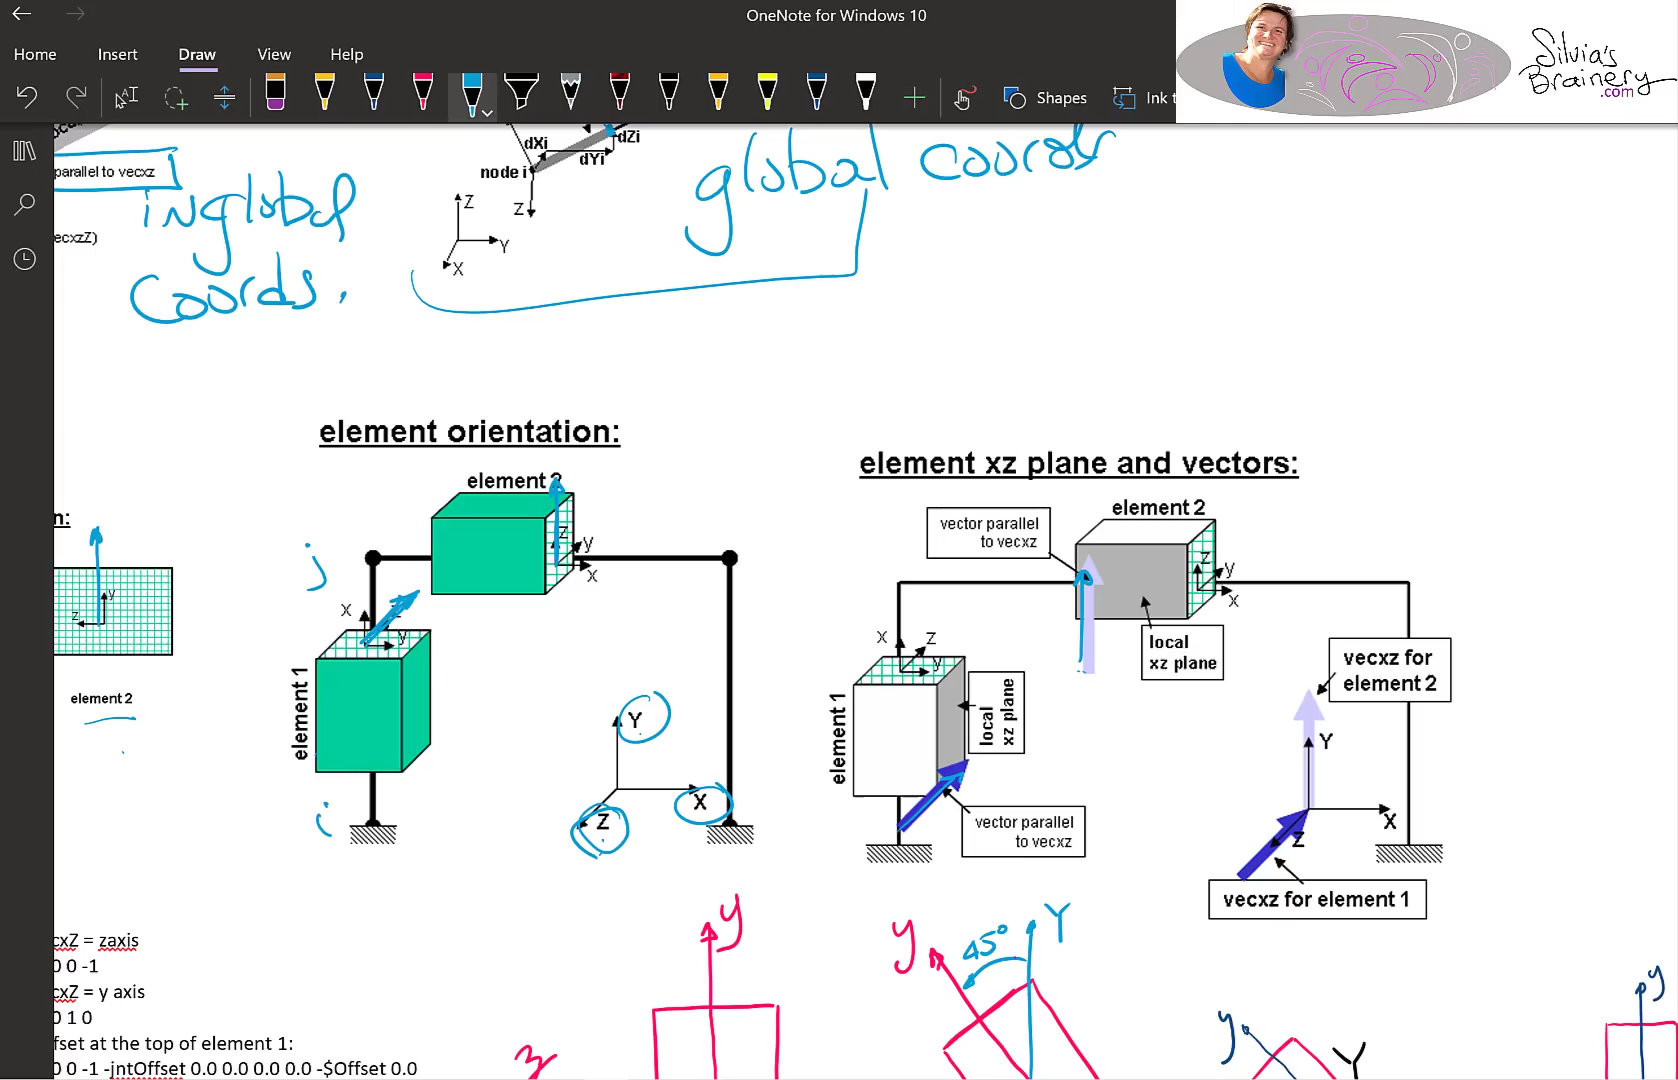 OneNote for Windows 10
Home Insert Draw View Help
Shapes
Ink t
Silvia's
Brainery
.com
parallel to vecxz
ecxzZ)
in global
coords.
dXi
dYi
dZi
node i
Z
Z
Y
X
global coords
element orientation:
element 2
z
y
x
j
x
y
element 1
i
Y
X
Z
n:
y
z
element 2
element xz plane and vectors:
element 2
vector parallel
to vecxz
z
y
x
local
xz plane
x
z
y
element 1
local
xz plane
vector parallel
to vecxz
vecxz for
element 2
Y
X
Z
vecxz for element 1
cxZ = zaxis
0 0 -1
cxZ = y axis
0 1 0
fset at the top of element 1:
0 0 -1 -jntOffset 0.0 0.0 0.0 0.0 -$Offset 0.0
y
z
y
45°
Y
y
Y
y